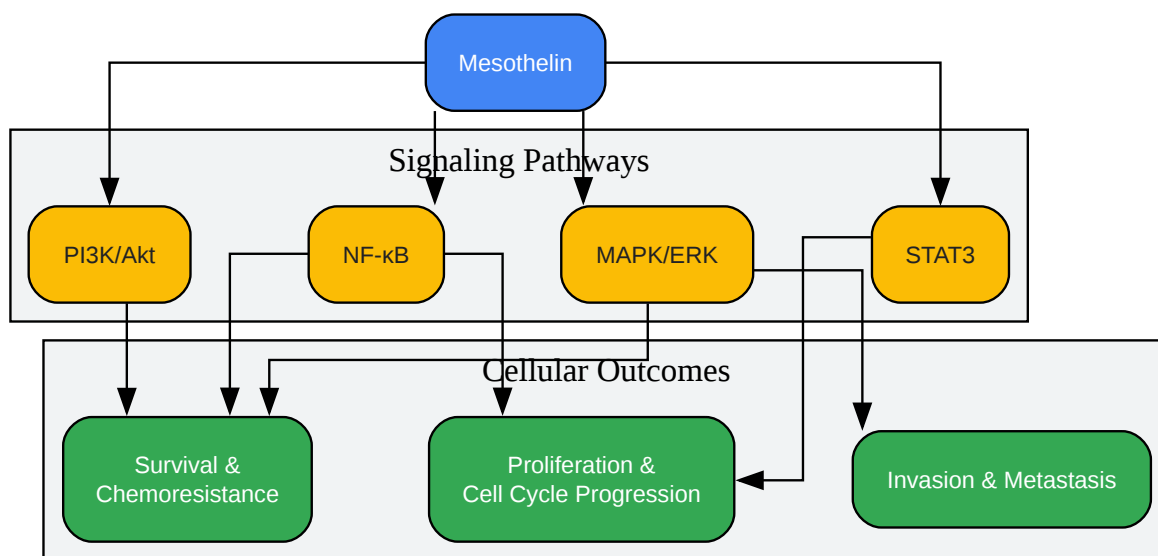 Mesothelin
Signaling Pathways
PI3K/Akt
NF-κB
MAPK/ERK
STAT3
Cellular Outcomes
Survival &
Chemoresistance
Proliferation &
Cell Cycle Progression
Invasion & Metastasis